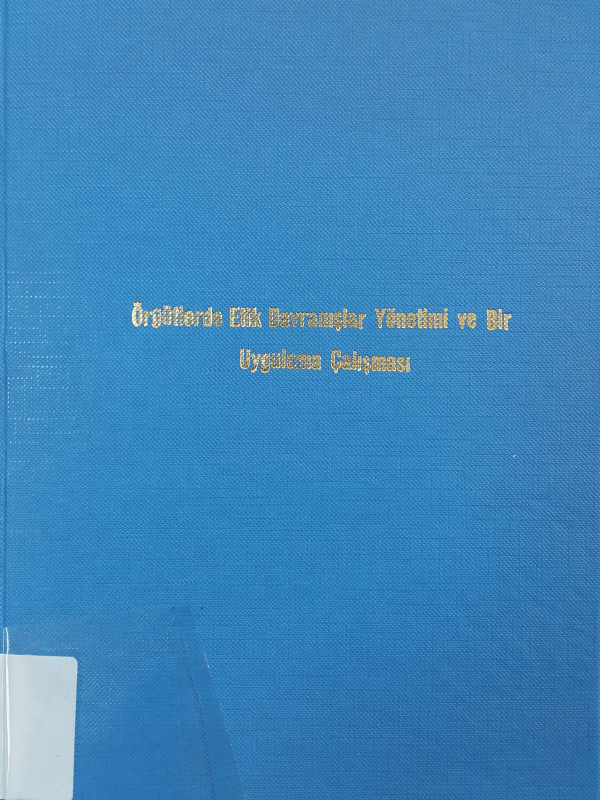 Örgütlerde Etik Davranışlar Yönetimi ve Bir
Uygulama Çalışması